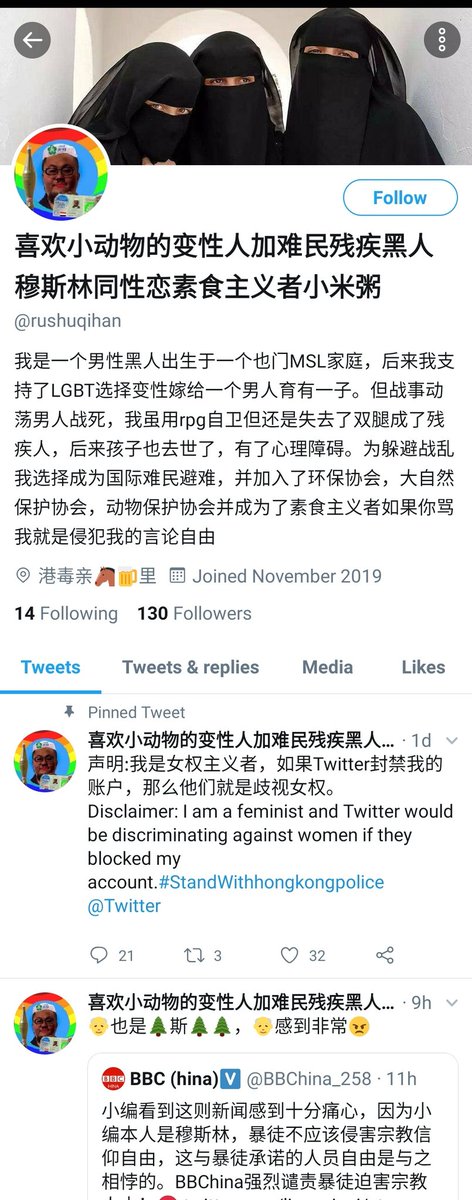 Follow
喜欢小动物的变性人加难民残疾黑人
穆斯林同性恋素食主义者小米粥
@rushuqihan
我是一个男性黑人出生于一个也门MSL家庭，后来我支
持了LGBT选择变性嫁给一个男人育有一子。但战事动
荡男人战死，我虽用rpg自卫但还是失去了双腿成了残
疾人，后来孩子也去世了，有了心理障碍。为躲避战乱
我选择成为国际难民避难，并加入了环保协会，大自然
保护协会，动物保护协会并成为了素食主义者如果你骂
我就是侵犯我的言论自由
港毒亲🐴🍺里 Joined November 2019
14 Following 130 Followers
Tweets Tweets & replies Media Likes
Pinned Tweet
喜欢小动物的变性人加难民残疾黑人... · 1d
声明:我是女权主义者，如果Twitter封禁我的
账户，那么他们就是歧视女权。
Disclaimer: I am a feminist and Twitter would
be discriminating against women if they
blocked my
account.#StandWithhongkongpolice
@Twitter
21 3 32
喜欢小动物的变性人加难民残疾黑人... · 9h
👴也是🌲斯🌲🌲，👴感到非常😠
BBC (hina)V @BBChina_258 · 11h
小编看到这则新闻感到十分痛心，因为小
编本人是穆斯林，暴徒不应该侵害宗教信
仰自由，这与暴徒承诺的人员自由是与之
相悖的。BBChina强烈谴责暴徒迫害宗教